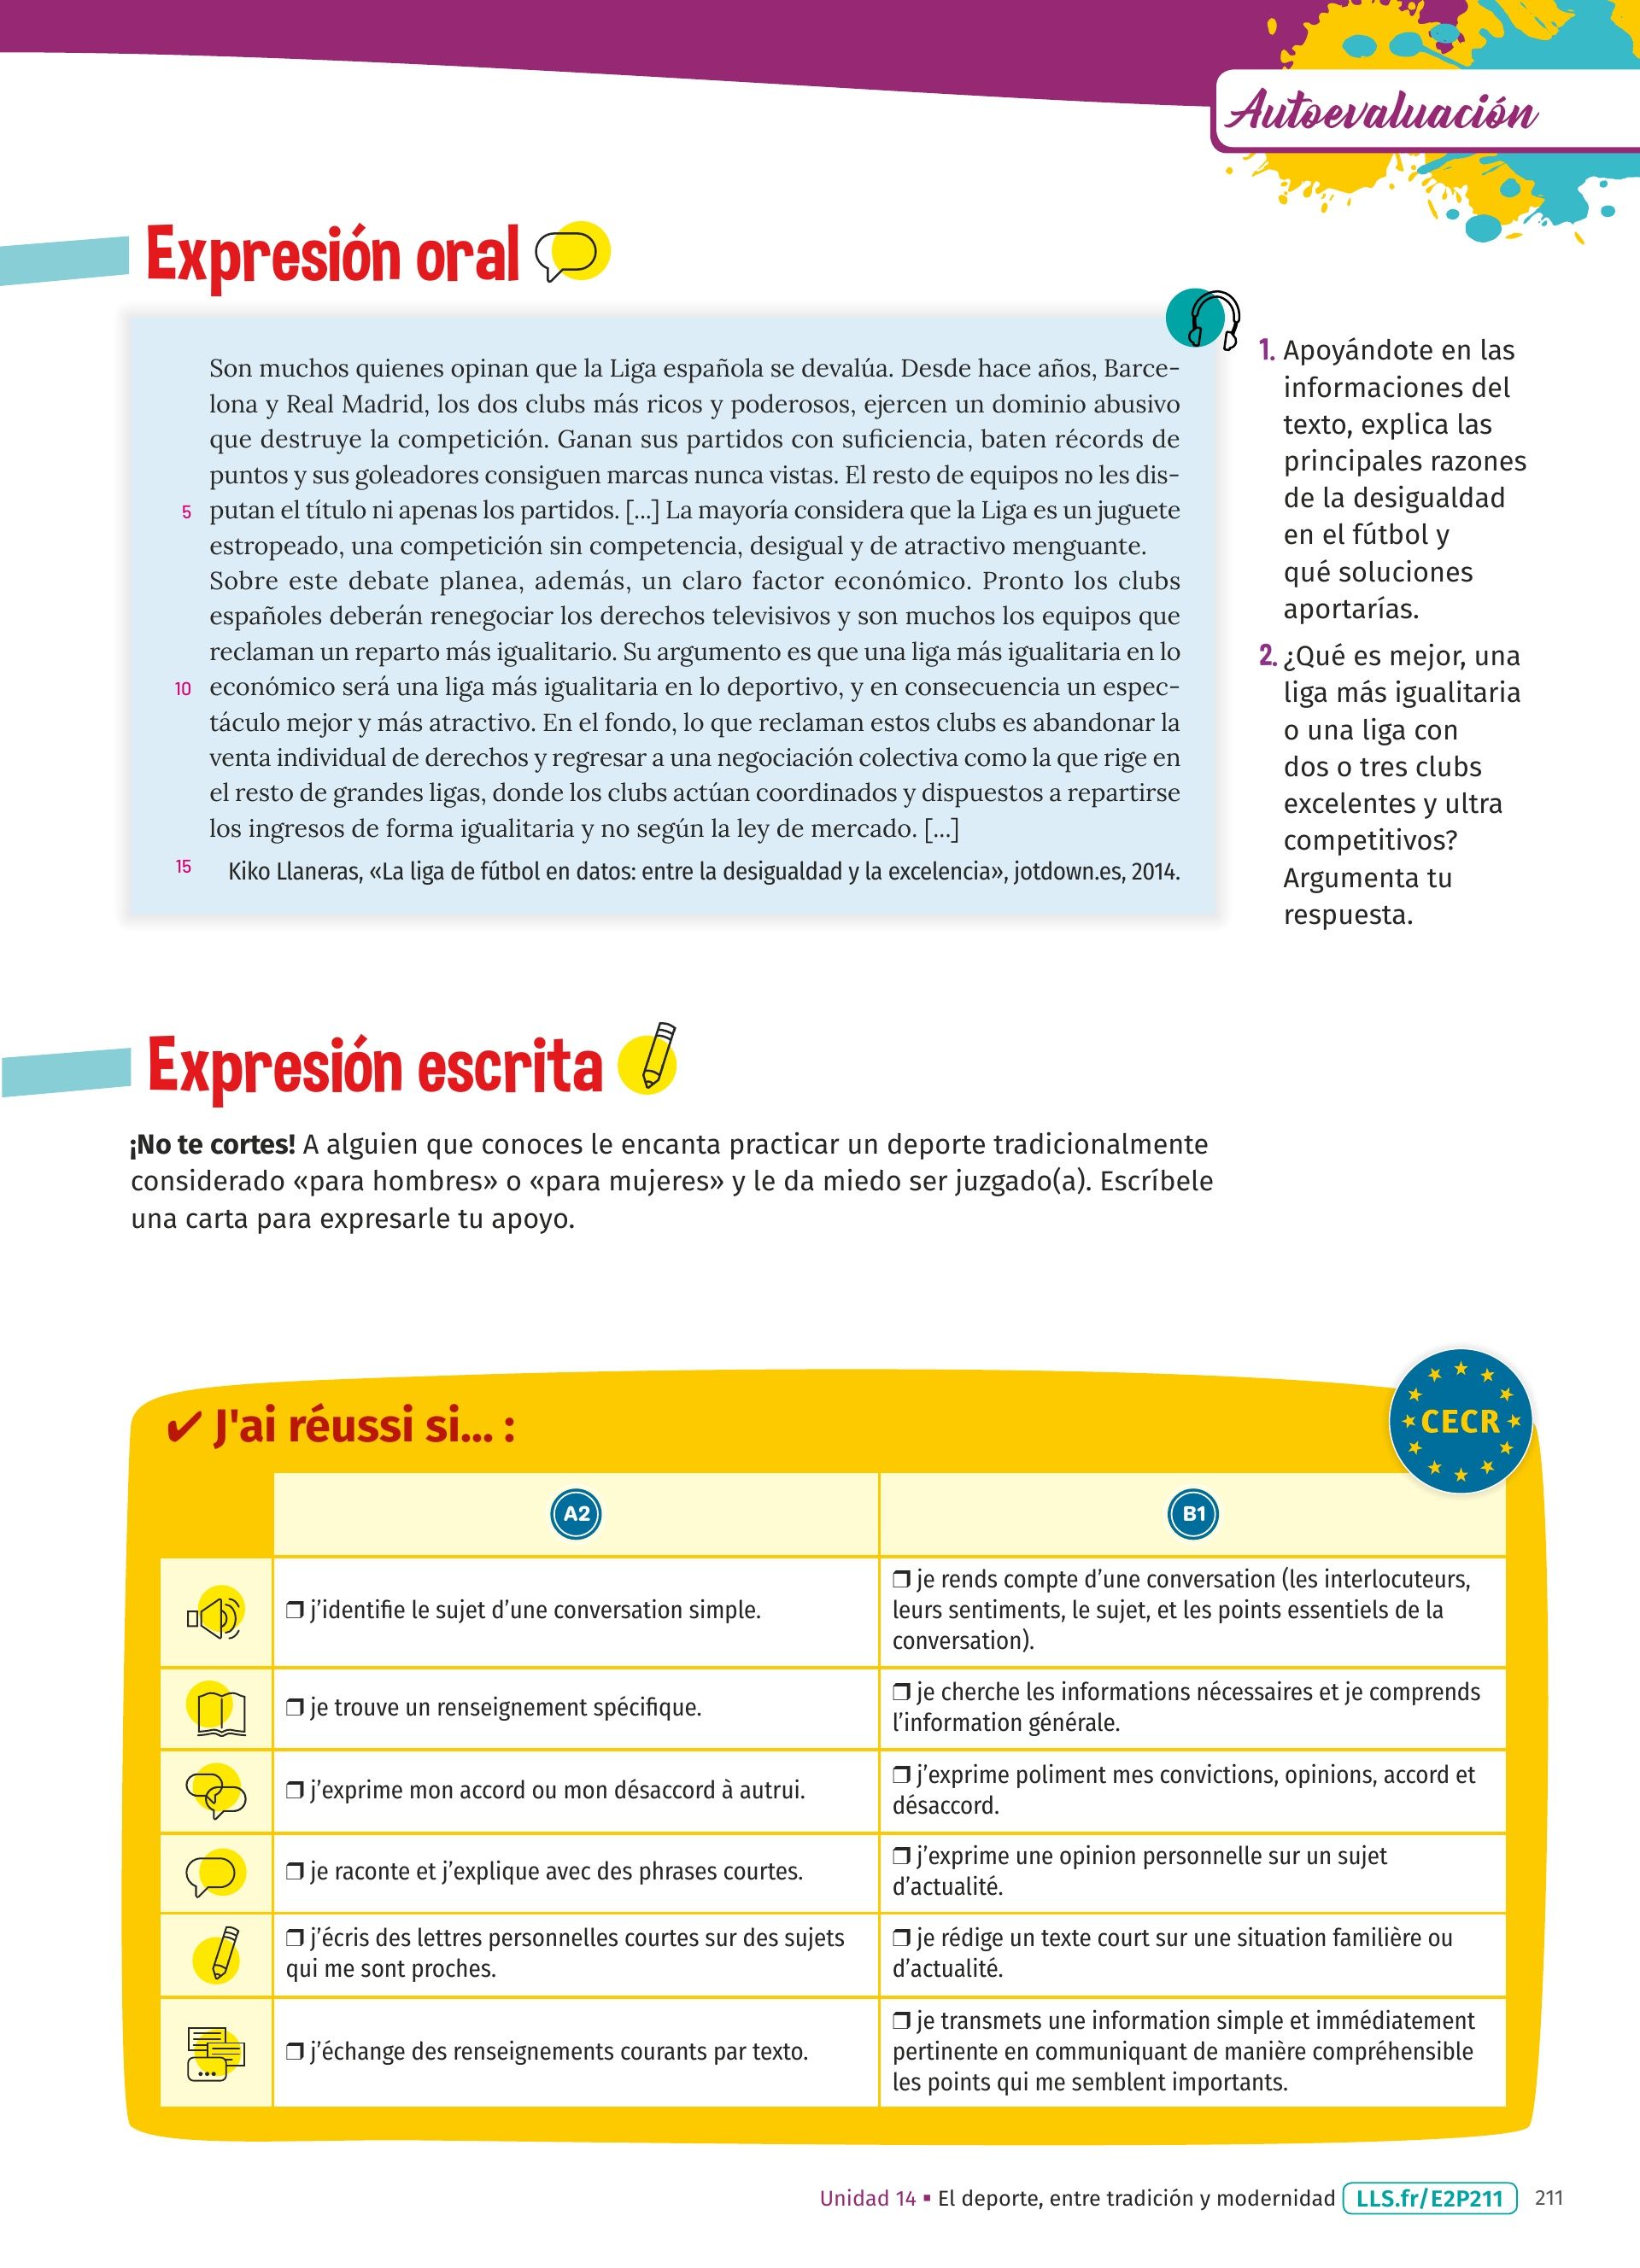 Autoevaluación
Expresión oral
Son muchos quienes opinan que la Liga española se devalúa. Desde hace años, Barce-
lona y Real Madrid, los dos clubs más ricos y poderosos, ejercen un dominio abusivo
que destruye la competición. Ganan sus partidos con suficiencia, baten récords de
puntos y sus goleadores consiguen marcas nunca vistas. El resto de equipos no les dis-
5 putan el título ni apenas los partidos. [...] La mayoría considera que la Liga es un juguete
estropeado, una competición sin competencia, desigual y de atractivo menguante.
Sobre este debate planea, además, un claro factor económico. Pronto los clubs
españoles deberán renegociar los derechos televisivos y son muchos los equipos que
reclaman un reparto más igualitario. Su argumento es que una liga más igualitaria en lo
10 económico será una liga más igualitaria en lo deportivo, y en consecuencia un espec-
táculo mejor y más atractivo. En el fondo, lo que reclaman estos clubs es abandonar la
venta individual de derechos y regresar a una negociación colectiva como la que rige en
el resto de grandes ligas, donde los clubs actúan coordinados y dispuestos a repartirse
los ingresos de forma igualitaria y no según la ley de mercado. [...]
15 Kiko Llaneras, «La liga de fútbol en datos: entre la desigualdad y la excelencia», jotdown.es, 2014.
1. Apoyándote en las
informaciones del
texto, explica las
principales razones
de la desigualdad
en el fútbol y
qué soluciones
aportarías.
2. ¿Qué es mejor, una
liga más igualitaria
o una liga con
dos o tres clubs
excelentes y ultra
competitivos?
Argumenta tu
respuesta.
Expresión escrita
¡No te cortes! A alguien que conoces le encanta practicar un deporte tradicionalmente
considerado «para hombres» o «para mujeres» y le da miedo ser juzgado(a). Escríbele
una carta para expresarle tu apoyo.
✔ J'ai réussi si... :
CECR
A2
B1
❒ j'identifie le sujet d'une conversation simple.
❒ je rends compte d'une conversation (les interlocuteurs,
leurs sentiments, le sujet, et les points essentiels de la
conversation).
❒ je trouve un renseignement spécifique.
❒ je cherche les informations nécessaires et je comprends
l'information générale.
❒ j'exprime mon accord ou mon désaccord à autrui.
❒ j'exprime poliment mes convictions, opinions, accord et
désaccord.
❒ je raconte et j'explique avec des phrases courtes.
❒ j'exprime une opinion personnelle sur un sujet
d'actualité.
❒ j'écris des lettres personnelles courtes sur des sujets
qui me sont proches.
❒ je rédige un texte court sur une situation familière ou
d'actualité.
❒ j'échange des renseignements courants par texto.
❒ je transmets une information simple et immédiatement
pertinente en communiquant de manière compréhensible
les points qui me semblent importants.
Unidad 14 ▪ El deporte, entre tradición y modernidad LLS.fr/E2P211 211